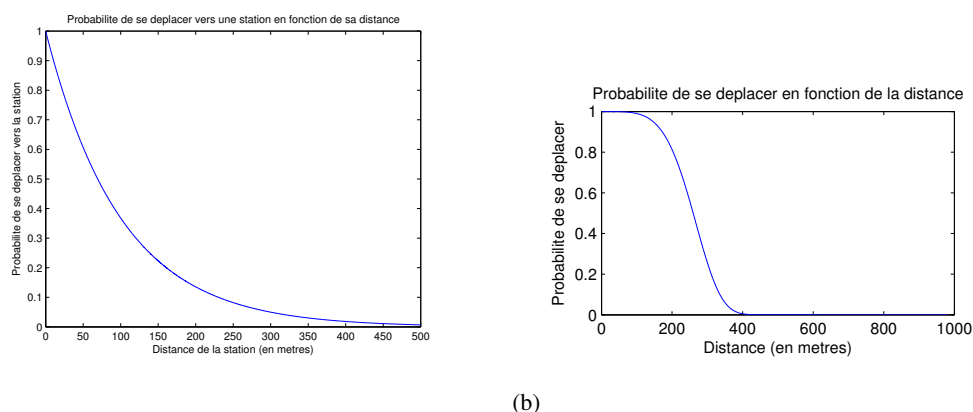 Probabilite de se deplacer vers une station en fonction de sa distance
Probabilite de se deplacer vers la station
1
0.9
0.8
0.7
0.6
0.5
0.4
0.3
0.2
0.1
0
0 50 100 150 200 250 300 350 400 450 500
Distance de la station (en metres)
Probabilite de se deplacer en fonction de la distance
Probabilite de se deplacer
1
0.8
0.6
0.4
0.2
0
0 200 400 600 800 1000
Distance (en metres)
(b)